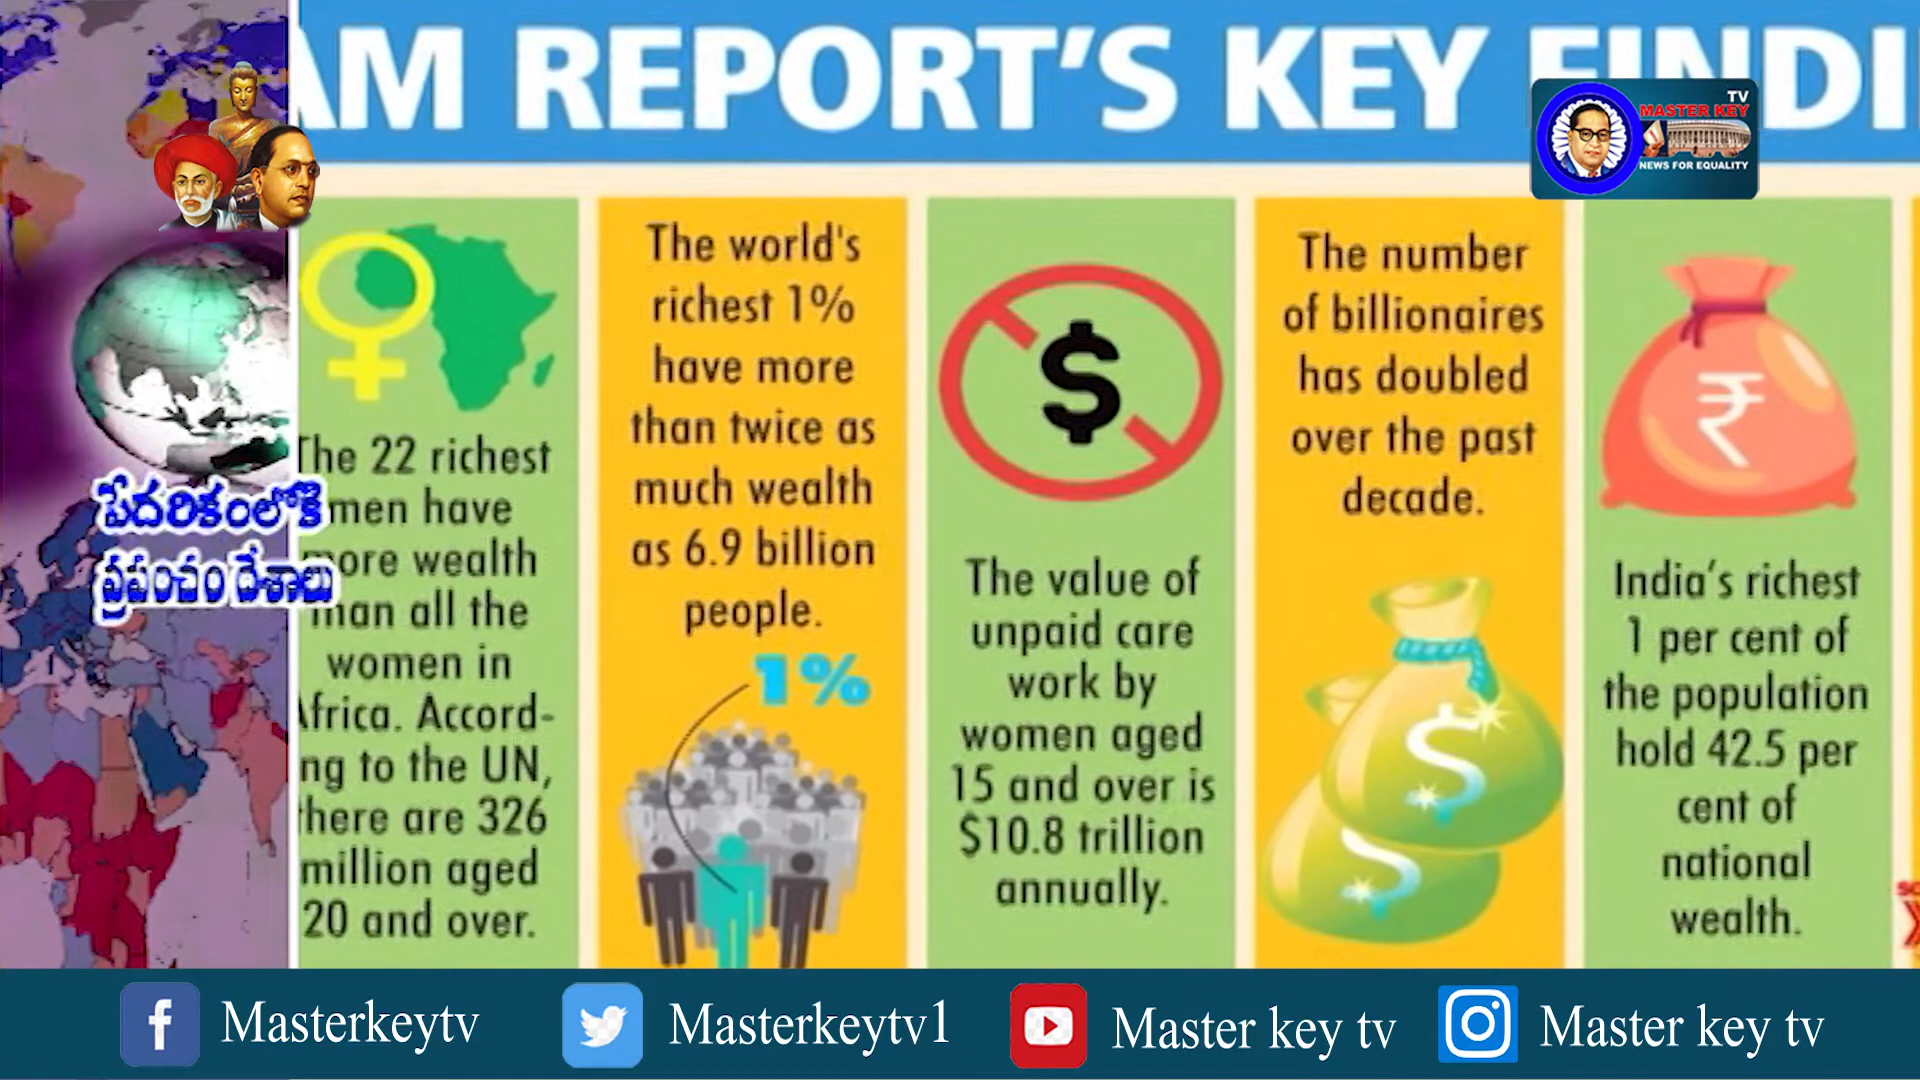 AM REPORT'S KEY FINDI
TV
MASTER KEY
NEWS FOR EQUALITY
పేదరికంలోకి
ప్రపంచం దేశాలు
The 22 richest
men have
more wealth
than all the
women in
Africa. Accord-
ng to the UN,
there are 326
million aged
20 and over.
The world's
richest 1%
have more
than twice as
much wealth
as 6.9 billion
people.
1%
$
The value of
unpaid care
work by
women aged
15 and over is
$10.8 trillion
annually.
The number
of billionaires
has doubled
over the past
decade.
$
$
₹
India's richest
1 per cent of
the population
hold 42.5 per
cent of
national
wealth.
Masterkeytv
Masterkeytv1
Master key tv
Master key tv